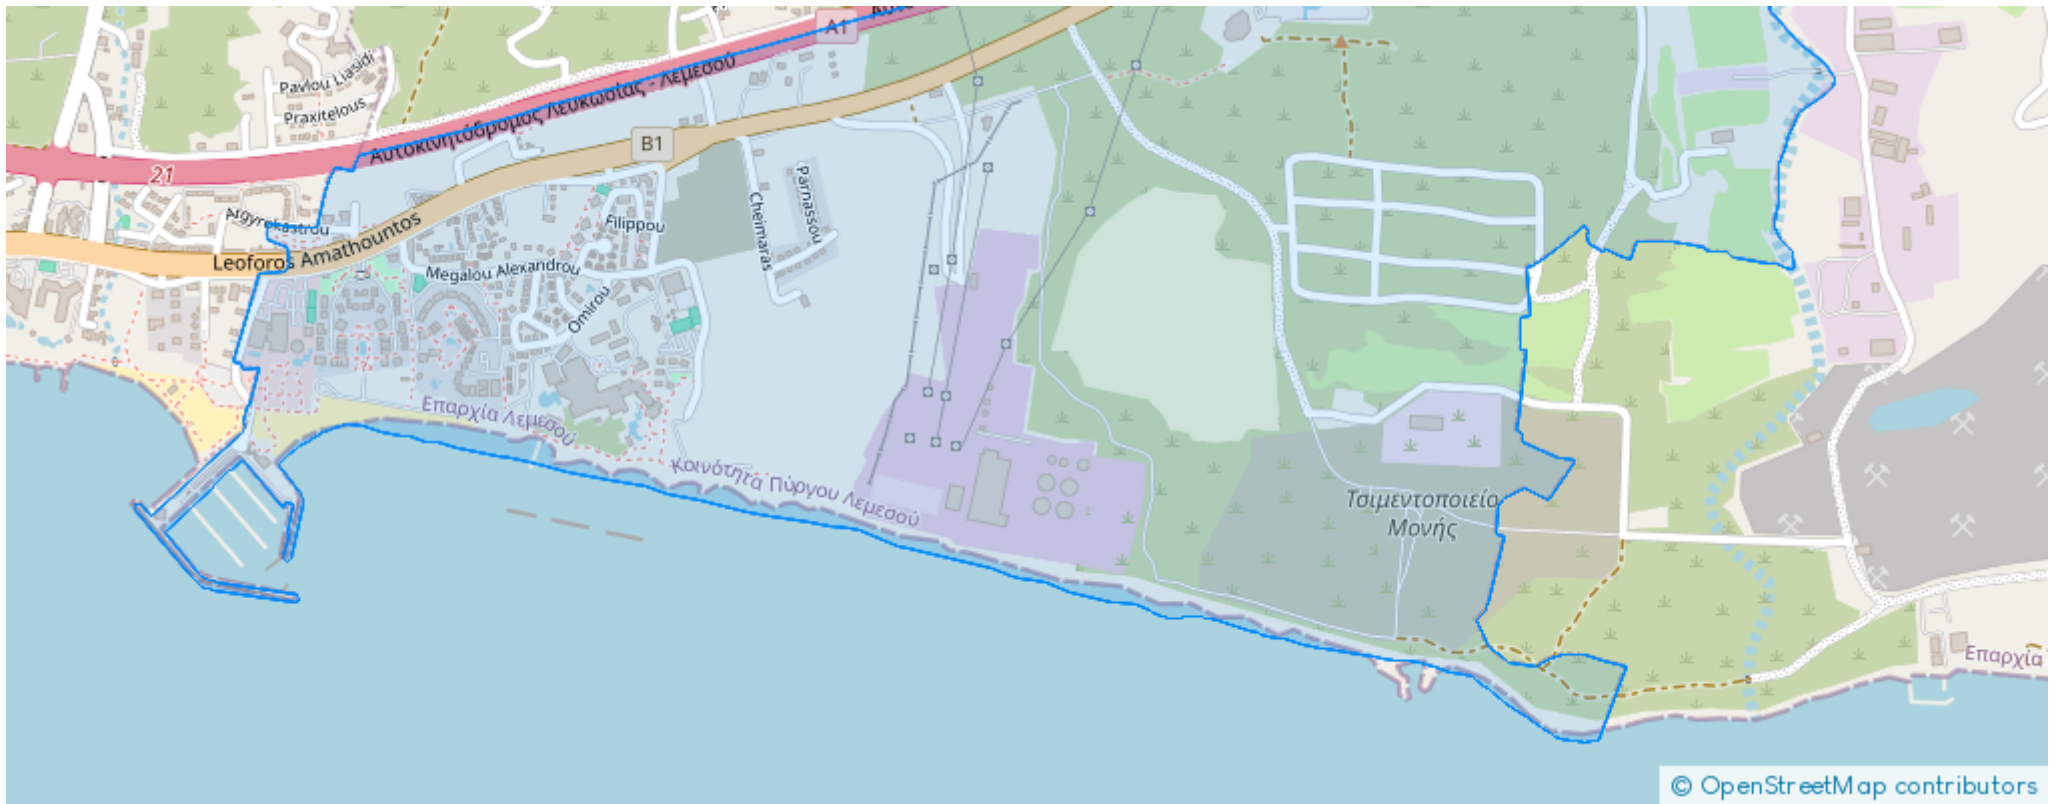 A1
Αυτοκινητόδρομος Λευκωσίας - Λεμεσού
Pavlou Liasidi
Praxitelous
21
B1
Argyrokastrou
Leoforos Amathountos
Filippou
Parnassou
Cheimaras
Megalou Alexandrou
Omirou
Επαρχία Λεμεσού
Κοινότητα Πύργου Λεμεσού
Τσιμεντοποιείο
Μονής
Επαρχία
© OpenStreetMap contributors